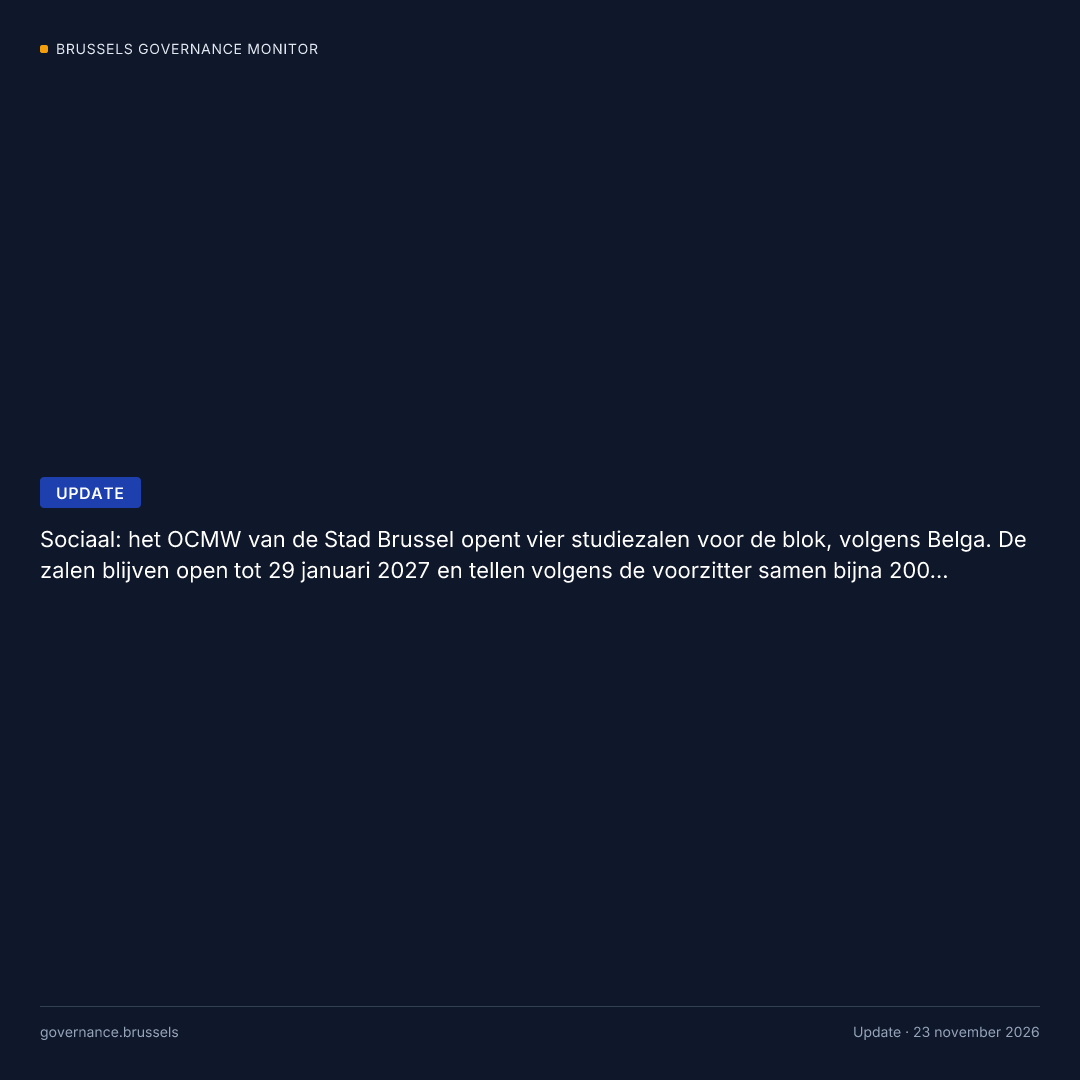 BRUSSELS GOVERNANCE MONITOR
UPDATE
Sociaal: het OCMW van de Stad Brussel opent vier studiezalen voor de blok, volgens Belga. De
zalen blijven open tot 29 januari 2027 en tellen volgens de voorzitter samen bijna 200...
governance.brussels
Update · 23 november 2026